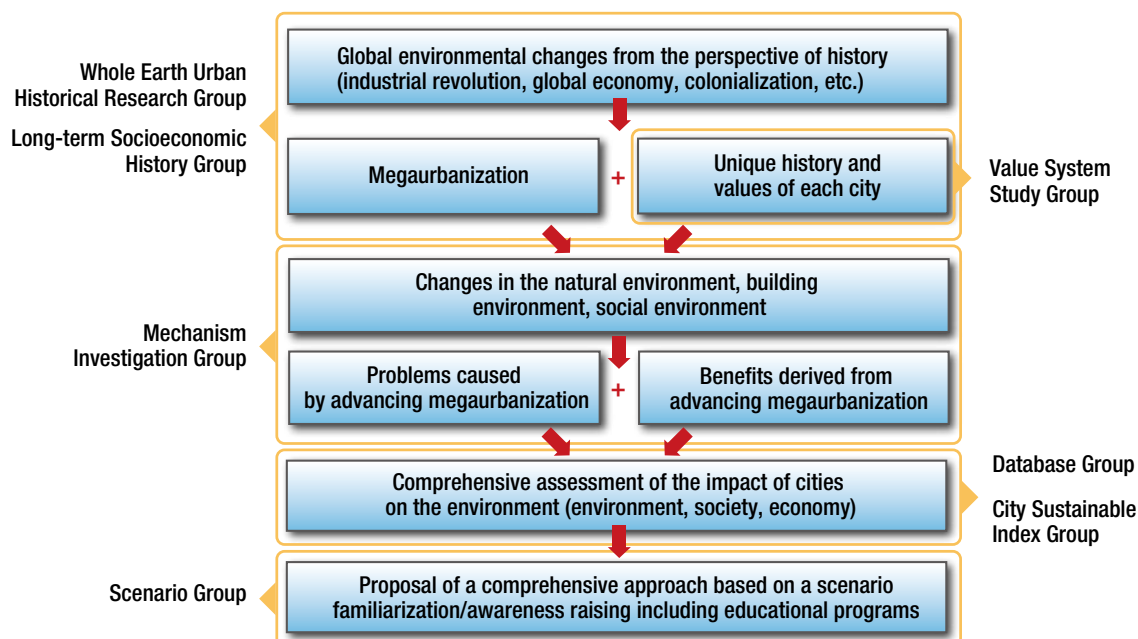 Global environmental changes from the perspective of history
(industrial revolution, global economy, colonialization, etc.)
Whole Earth Urban
Historical Research Group
Long-term Socioeconomic
History Group
Megaurbanization
+
Unique history and
values of each city
Value System
Study Group
Changes in the natural environment, building
environment, social environment
Mechanism
Investigation Group
Problems caused
by advancing megaurbanization
+
Benefits derived from
advancing megaurbanization
Comprehensive assessment of the impact of cities
on the environment (environment, society, economy)
Database Group
City Sustainable
Index Group
Scenario Group
Proposal of a comprehensive approach based on a scenario
familiarization/awareness raising including educational programs